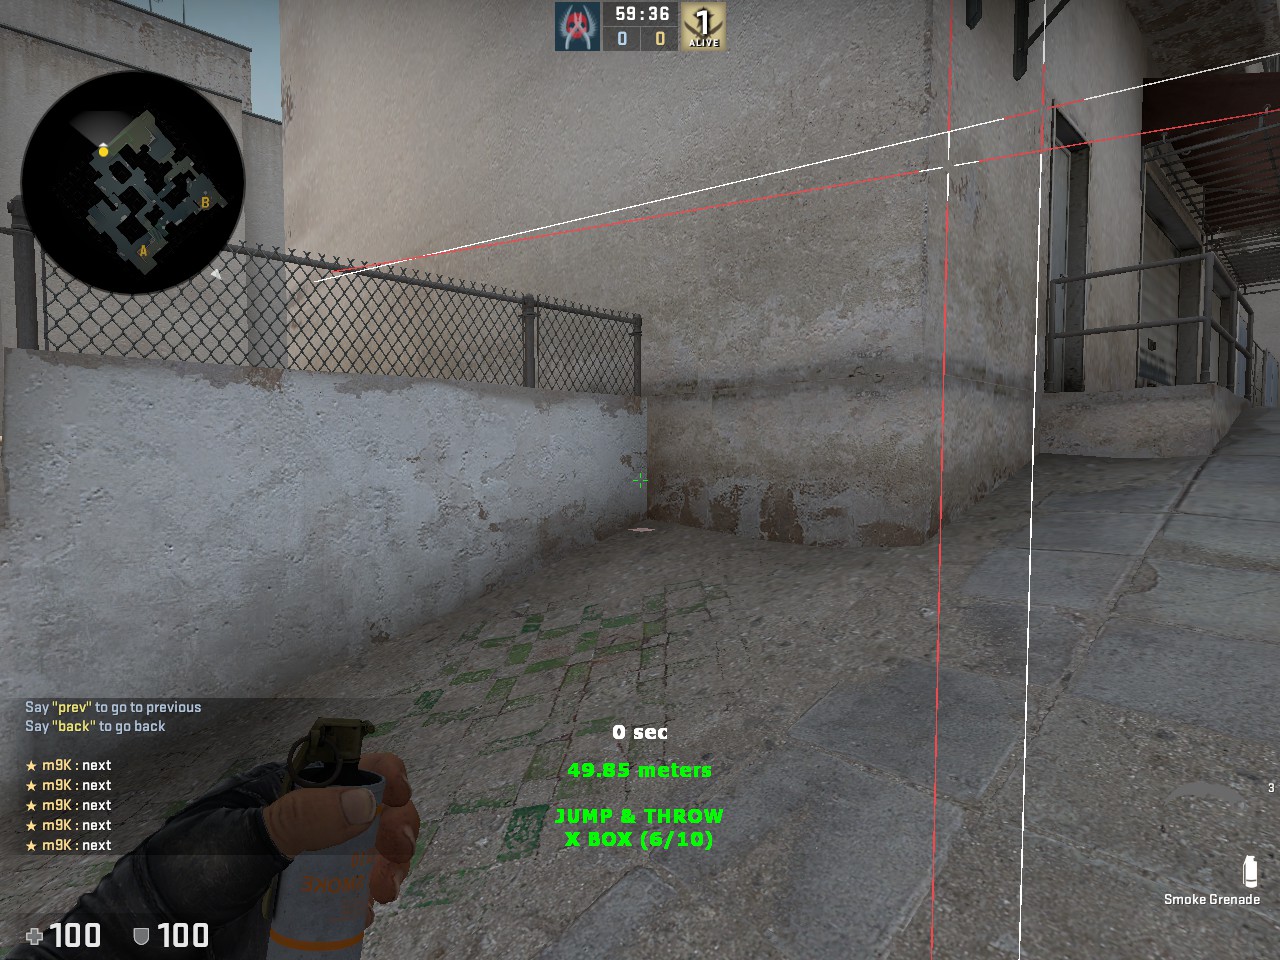 59:36
0 0
1
ALIVE
B
A
Say "prev" to go to previous
Say "back" to go back
★ m9K : next
★ m9K : next
★ m9K : next
★ m9K : next
★ m9K : next
0 sec
49.85 meters
JUMP & THROW
X BOX (6/10)
3
Smoke Grenade
100 100